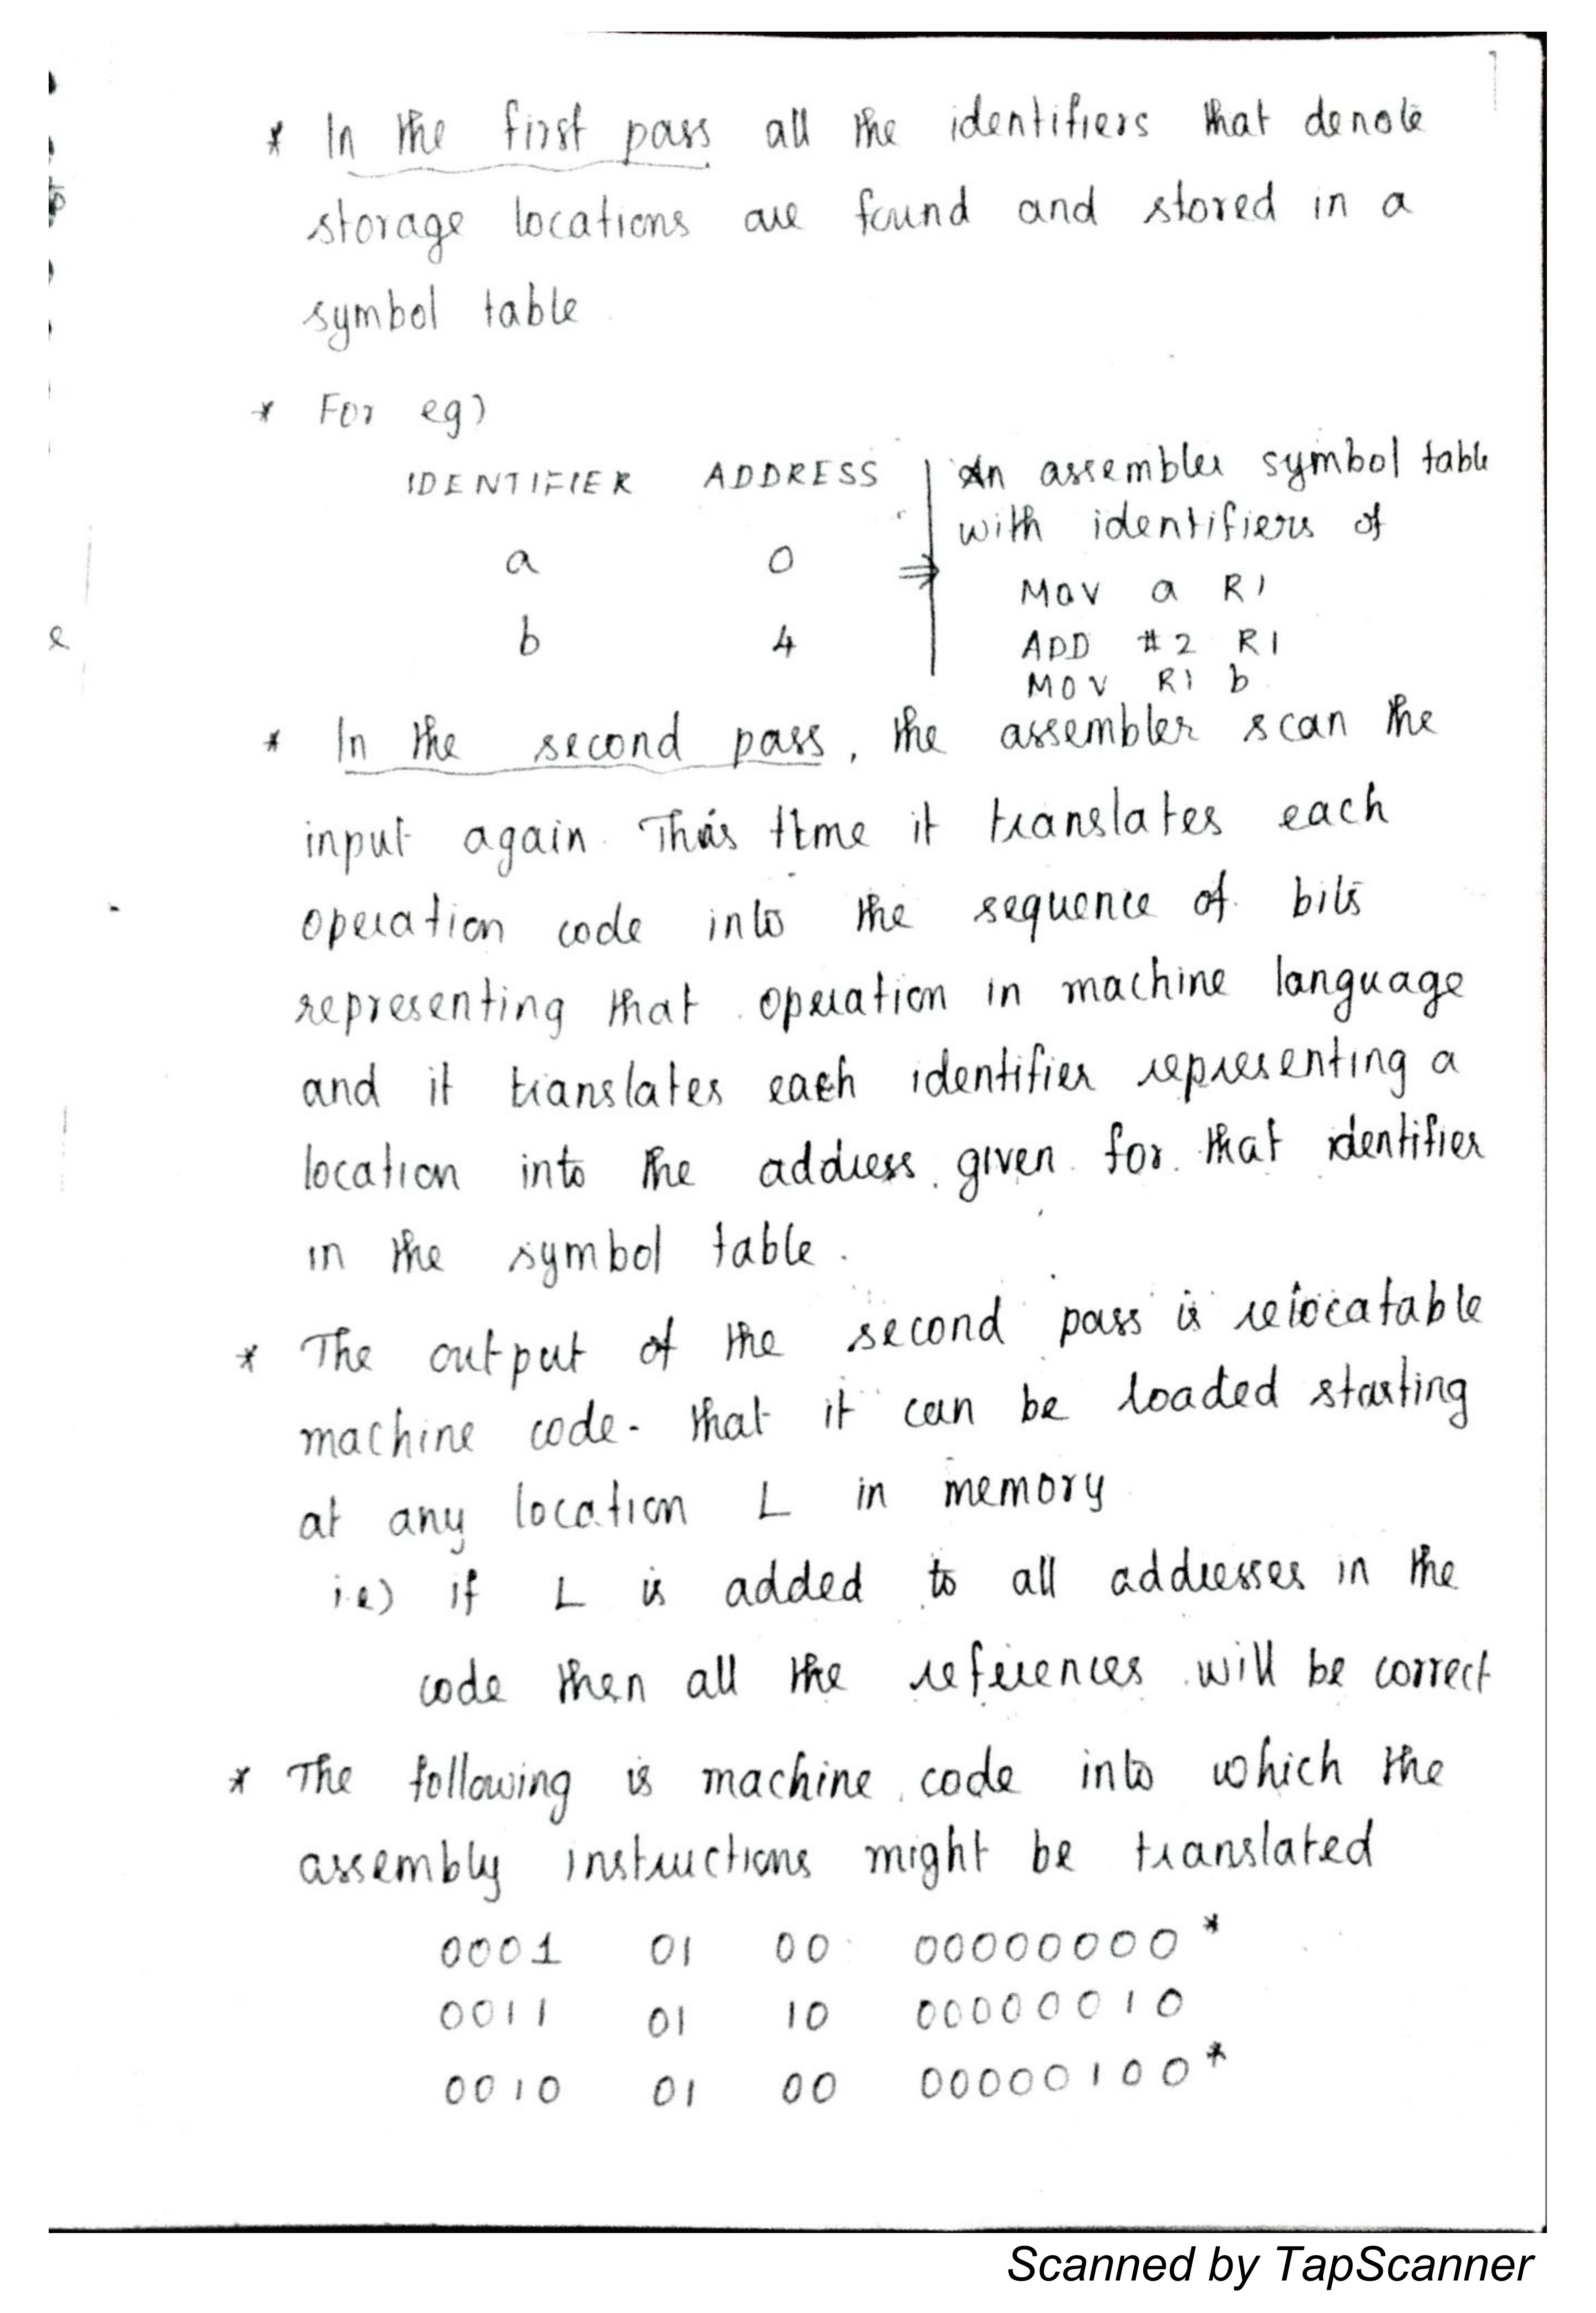 * In the first pass all the identifiers that denote
storage locations are found and stored in a
symbol table
* For eg)
IDENTIFIER ADDRESS An assembler symbol table
with identifiers of
a 0 ⇒
MOV a R1
b 4 ADD #2 R1
MOV R1 b
* In the second pass, the assembler scan the
input again. This time it translates each
operation code into the sequence of bits
representing that operation in machine language
and it translates each identifier representing a
location into the address given for that identifier
in the symbol table.
* The output of the second pass is relocatable
machine code - that it can be loaded starting
at any location L in memory
i.e) if L is added to all addresses in the
code then all the references will be correct
* The following is machine code into which the
assembly instructions might be translated
0001 01 00 00000000*
0011 01 10 00000010
0010 01 00 00000100*
Scanned by TapScanner